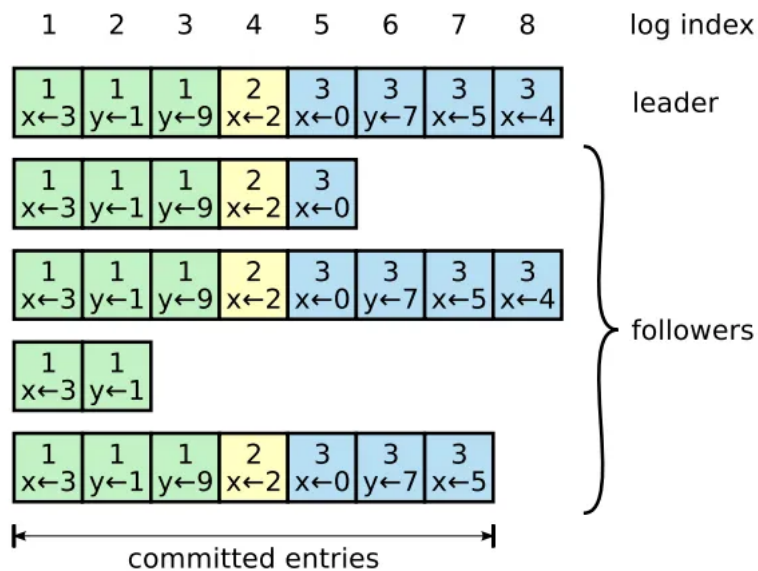 1 2 3 4 5 6 7 8 log index
1 1 1 2 3 3 3 3
x←3 y←1 y←9 x←2 x←0 y←7 x←5 x←4
leader
1 1 1 2 3
x←3 y←1 y←9 x←2 x←0
1 1 1 2 3 3 3 3
x←3 y←1 y←9 x←2 x←0 y←7 x←5 x←4
followers
1 1
x←3 y←1
1 1 1 2 3 3 3
x←3 y←1 y←9 x←2 x←0 y←7 x←5
committed entries